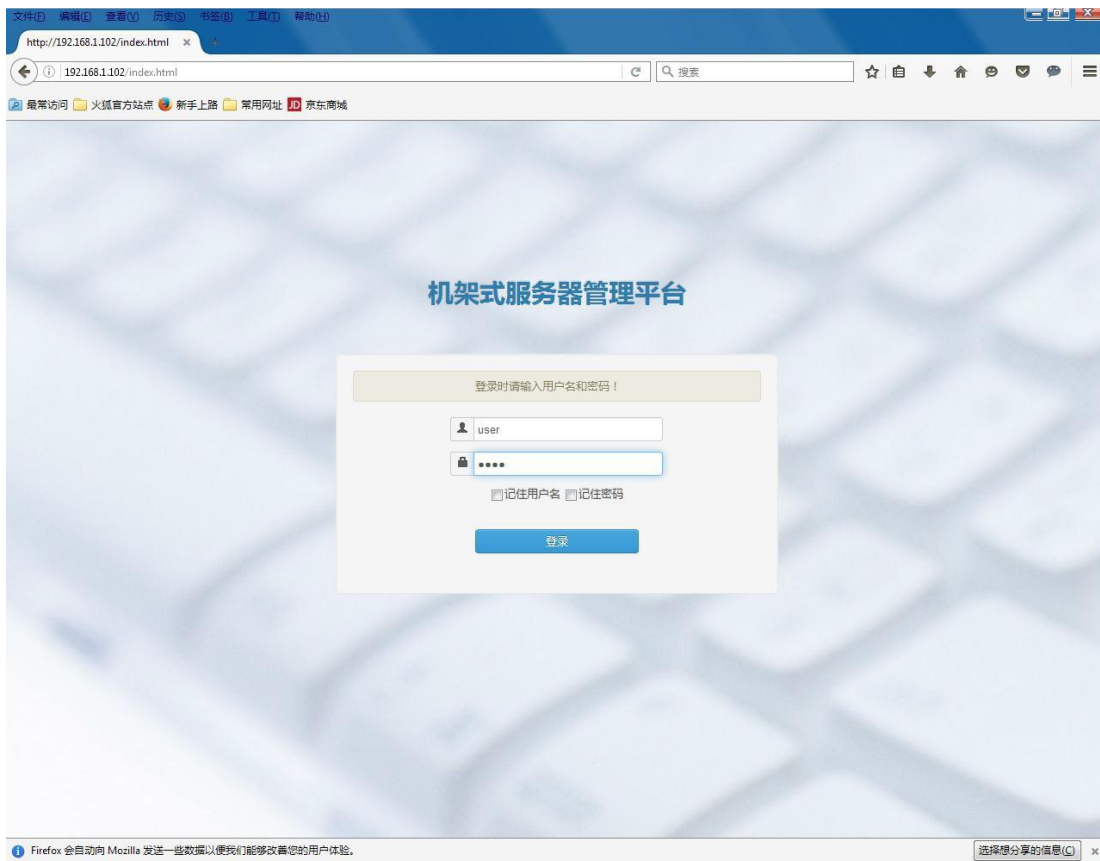 文件(F) 编辑(E) 查看(V) 历史(S) 书签(B) 工具(T) 帮助(H)
http://192.168.1.102/index.html
192.168.1.102/index.html
搜索
最常访问 火狐官方站点 新手上路 常用网址 JD 京东商城
机架式服务器管理平台
登录时请输入用户名和密码！
user
记住用户名 记住密码
登录
Firefox 会自动向 Mozilla 发送一些数据以便我们能够改善您的用户体验。 选择想分享的信息(C)